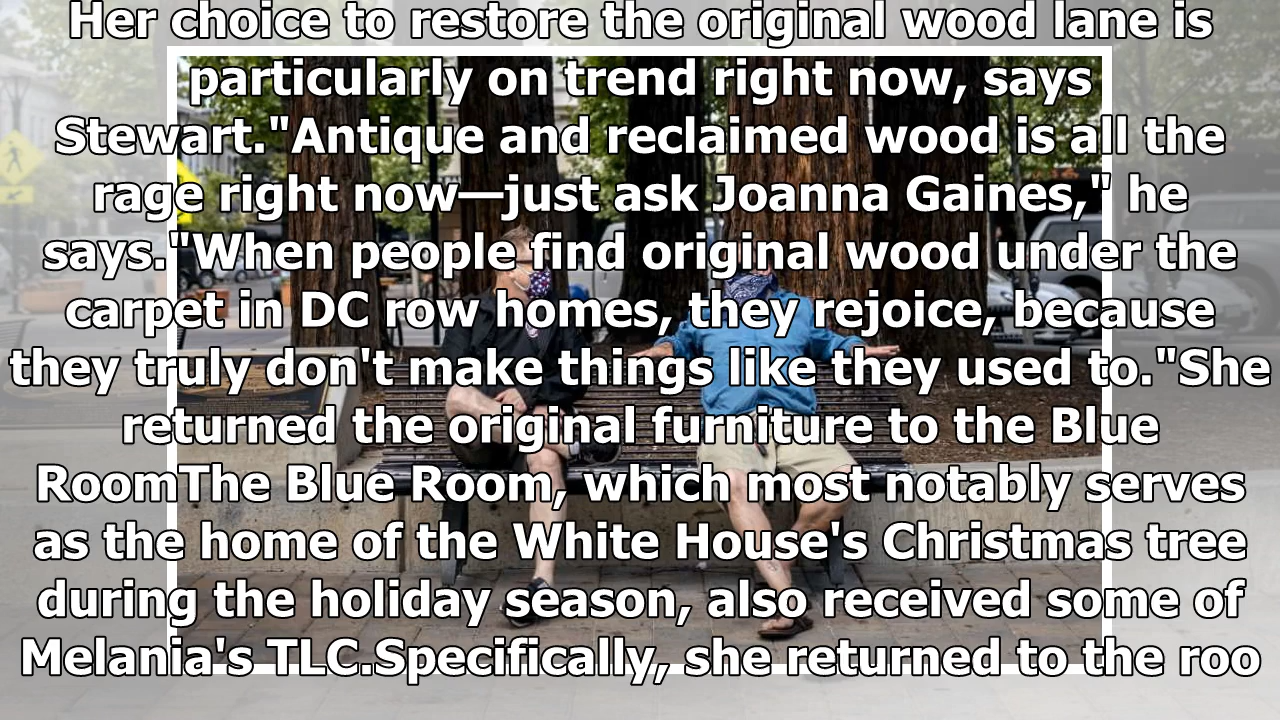 Her choice to restore the original wood lane is
particularly on trend right now, says
Stewart."Antique and reclaimed wood is all the
rage right now—just ask Joanna Gaines," he
says."When people find original wood under the
carpet in DC row homes, they rejoice, because
they truly don't make things like they used to."She
returned the original furniture to the Blue
RoomThe Blue Room, which most notably serves
as the home of the White House's Christmas tree
during the holiday season, also received some of
Melania's TLC.Specifically, she returned to the roo